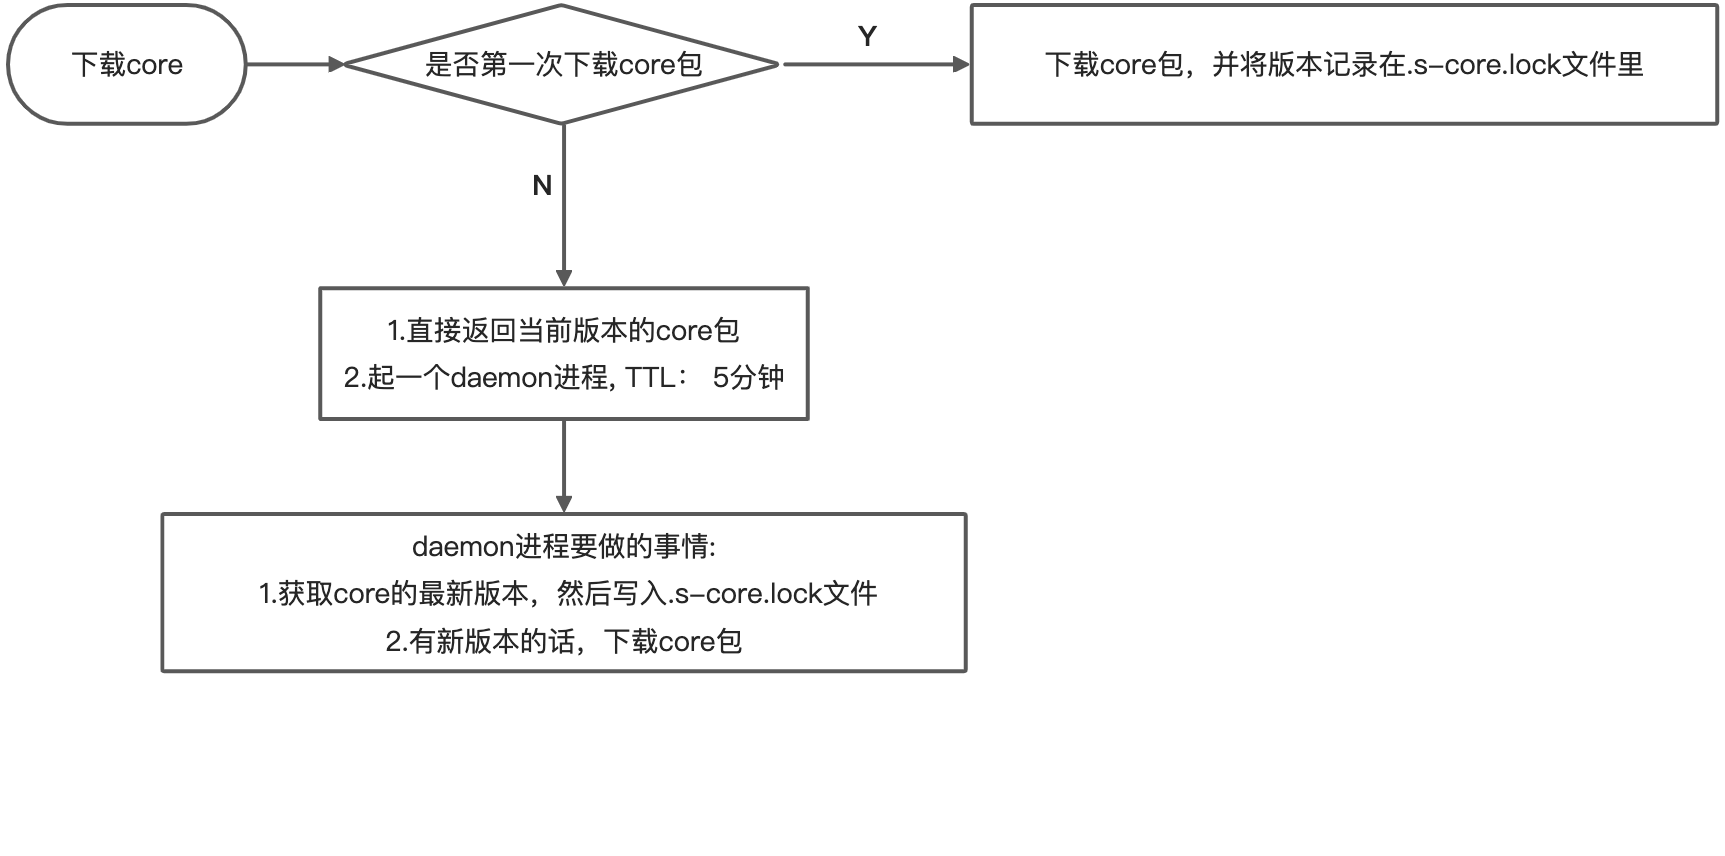 下载core
是否第一次下载core包
Y
下载core包，并将版本记录在.s-core.lock文件里
N
1.直接返回当前版本的core包
2.起一个daemon进程, TTL： 5分钟
daemon进程要做的事情:
1.获取core的最新版本，然后写入.s-core.lock文件
2.有新版本的话，下载core包